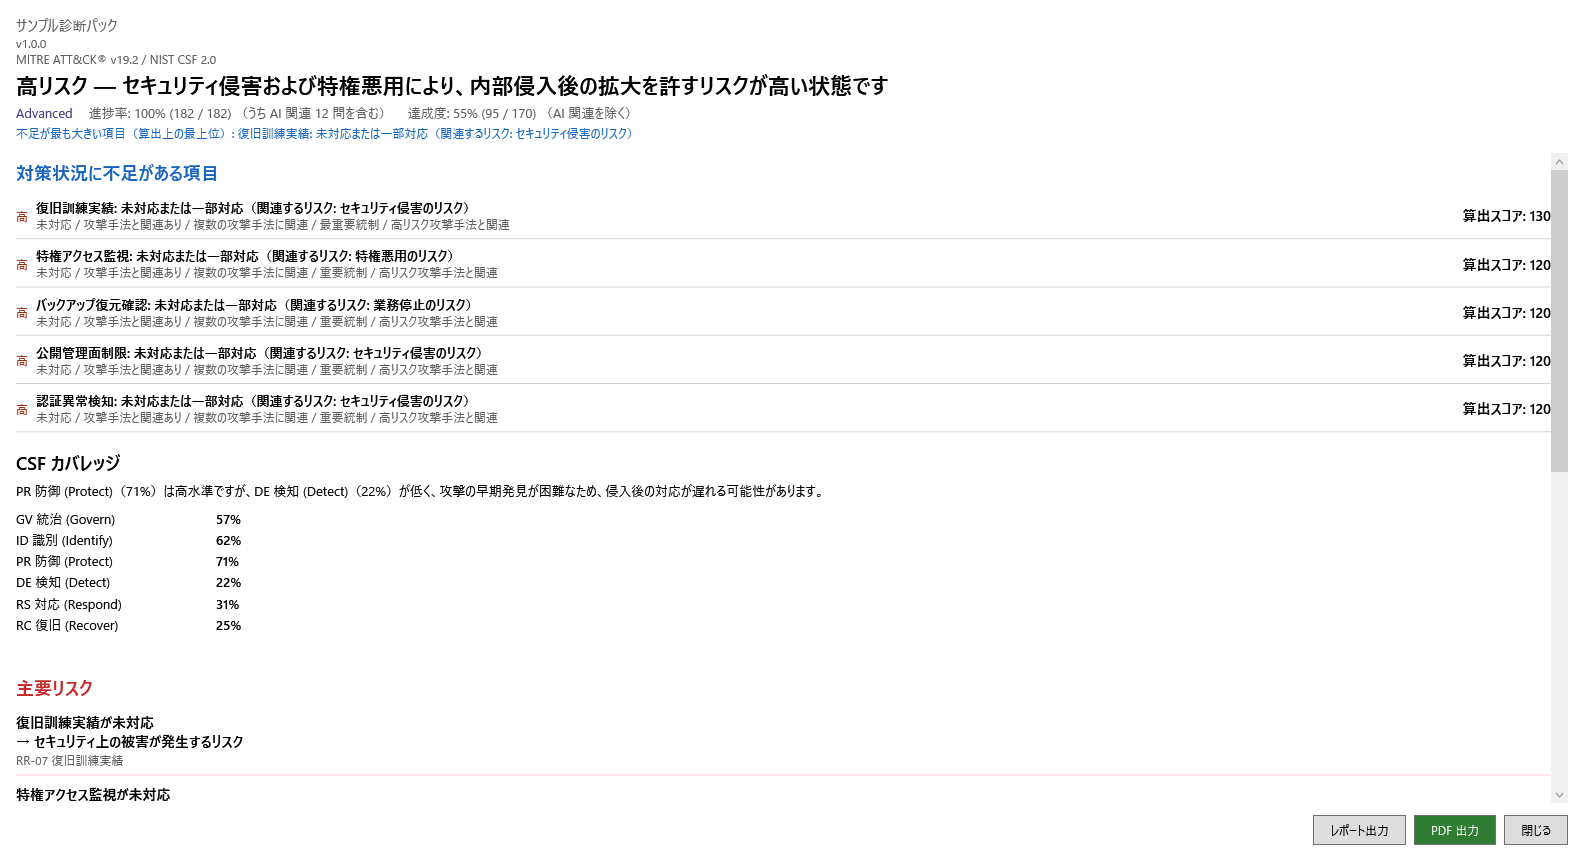 サンプル診断パック
v1.0.0
MITRE ATT&CK® v19.2 / NIST CSF 2.0
高リスク — セキュリティ侵害および特権悪用により、内部侵入後の拡大を許すリスクが高い状態です
Advanced 進捗率: 100% (182 / 182) （うち AI 関連 12 問を含む） 達成度: 55% (95 / 170) （AI 関連を除く）
不足が最も大きい項目（算出上の最上位）: 復旧訓練実績: 未対応または一部対応（関連するリスク: セキュリティ侵害のリスク）
対策状況に不足がある項目
高 復旧訓練実績: 未対応または一部対応（関連するリスク: セキュリティ侵害のリスク）
未対応 / 攻撃手法と関連あり / 複数の攻撃手法に関連 / 最重要統制 / 高リスク攻撃手法と関連
算出スコア: 130
高 特権アクセス監視: 未対応または一部対応（関連するリスク: 特権悪用のリスク）
未対応 / 攻撃手法と関連あり / 複数の攻撃手法に関連 / 重要統制 / 高リスク攻撃手法と関連
算出スコア: 120
高 バックアップ復元確認: 未対応または一部対応（関連するリスク: 業務停止のリスク）
未対応 / 攻撃手法と関連あり / 複数の攻撃手法に関連 / 重要統制 / 高リスク攻撃手法と関連
算出スコア: 120
高 公開管理面制限: 未対応または一部対応（関連するリスク: セキュリティ侵害のリスク）
未対応 / 攻撃手法と関連あり / 複数の攻撃手法に関連 / 重要統制 / 高リスク攻撃手法と関連
算出スコア: 120
高 認証異常検知: 未対応または一部対応（関連するリスク: セキュリティ侵害のリスク）
未対応 / 攻撃手法と関連あり / 複数の攻撃手法に関連 / 重要統制 / 高リスク攻撃手法と関連
算出スコア: 120
CSF カバレッジ
PR 防御 (Protect)（71%）は高水準ですが、DE 検知 (Detect)（22%）が低く、攻撃の早期発見が困難なため、侵入後の対応が遅れる可能性があります。
GV 統治 (Govern) 57%
ID 識別 (Identify) 62%
PR 防御 (Protect) 71%
DE 検知 (Detect) 22%
RS 対応 (Respond) 31%
RC 復旧 (Recover) 25%
主要リスク
復旧訓練実績が未対応
→ セキュリティ上の被害が発生するリスク
RR-07 復旧訓練実績
特権アクセス監視が未対応
レポート出力 PDF 出力 閉じる